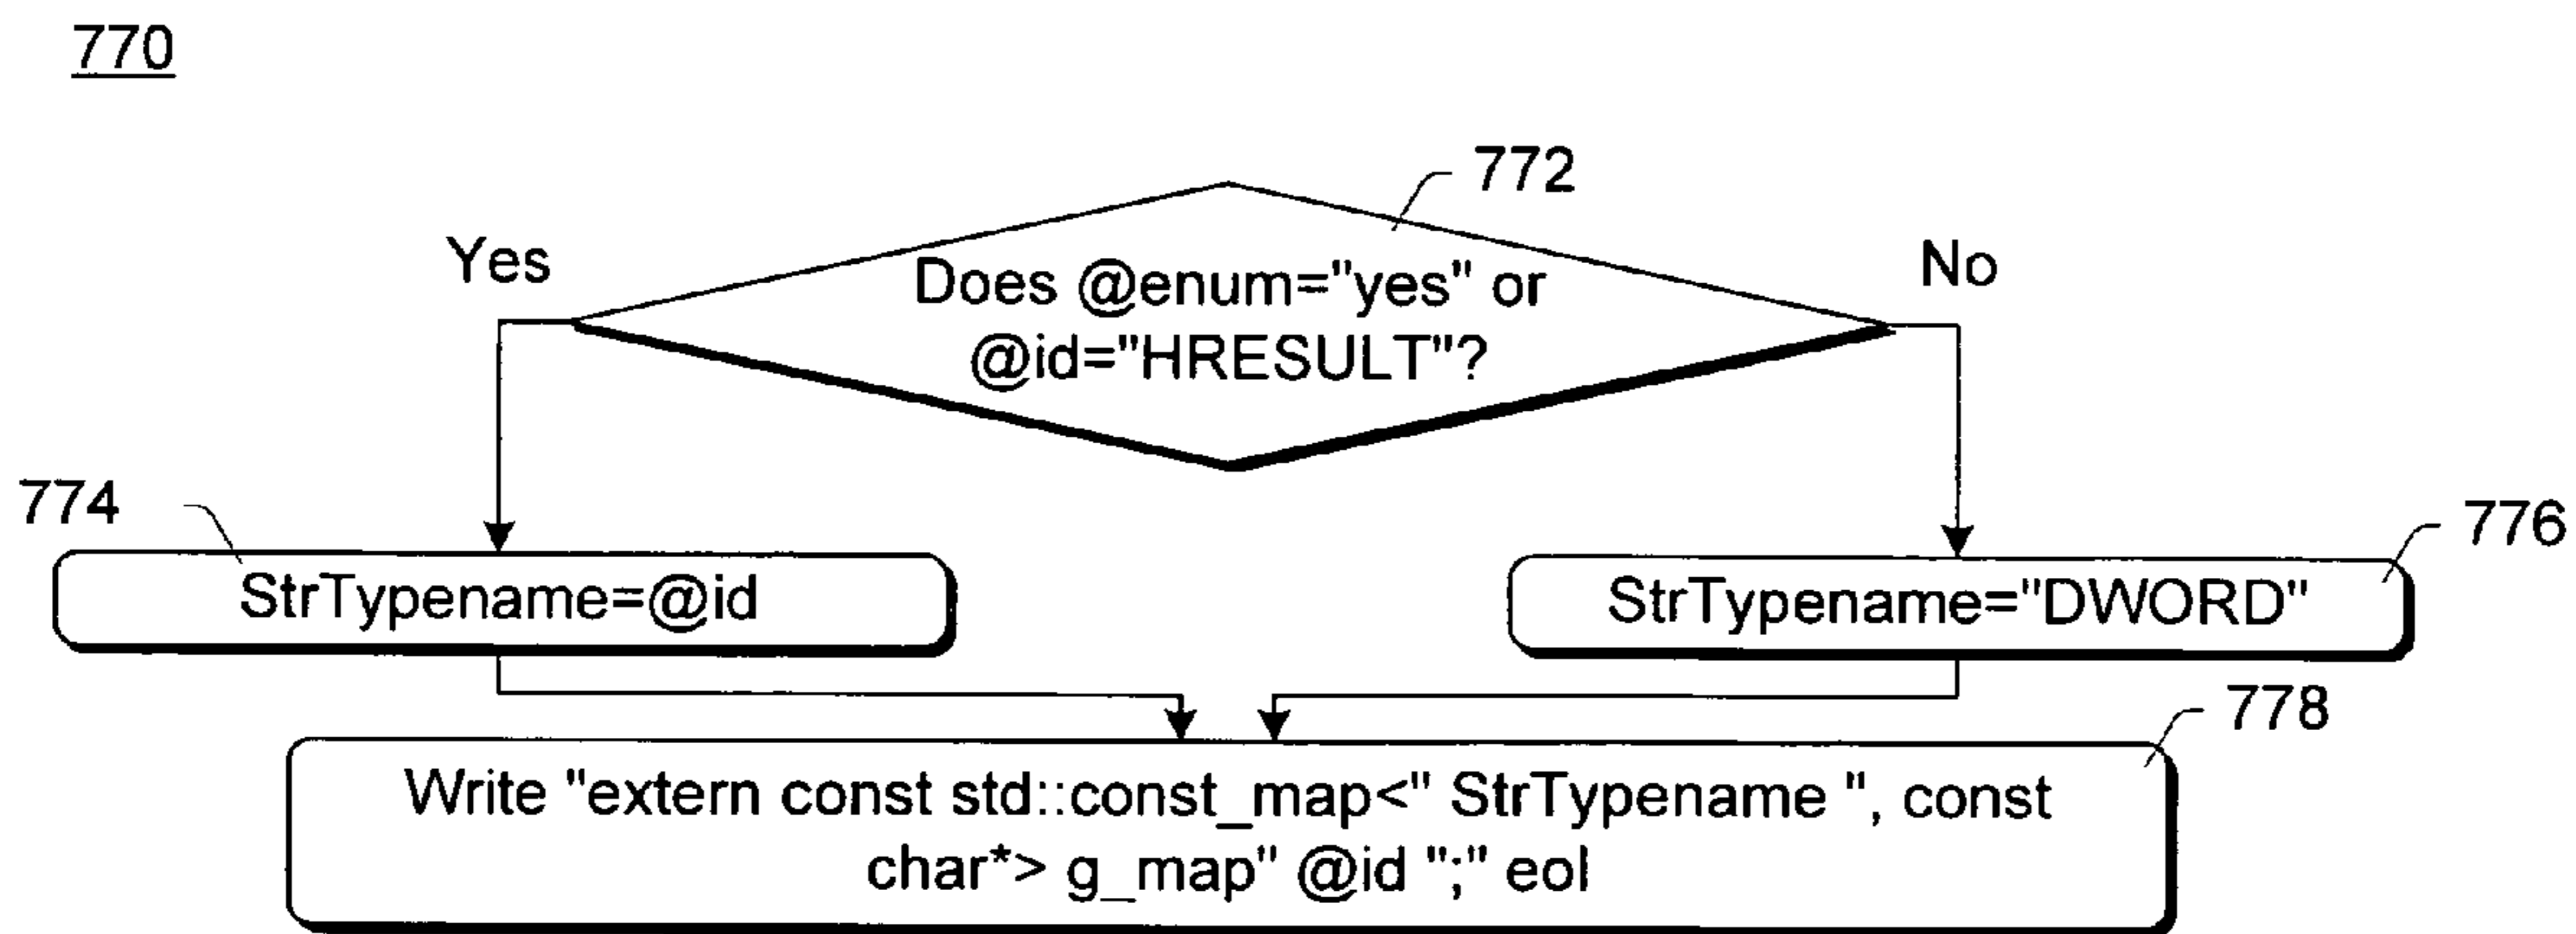 770
772
Yes
No
Does @enum="yes" or
@id="HRESULT"?
774
776
StrTypename=@id
StrTypename="DWORD"
778
Write "extern const std::const_map<" StrTypename ", const
char*> g_map" @id ";" eol